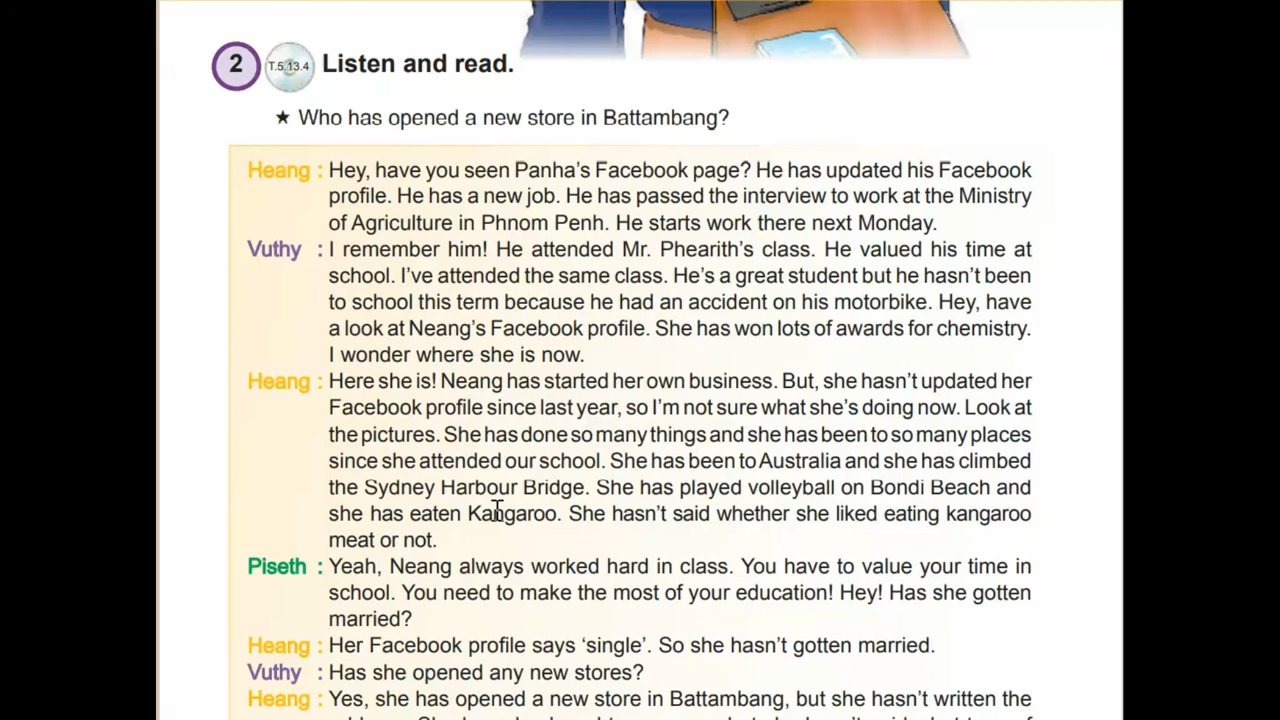 2 T.5.13.4 Listen and read.
★ Who has opened a new store in Battambang?
Heang : Hey, have you seen Panha's Facebook page? He has updated his Facebook
profile. He has a new job. He has passed the interview to work at the Ministry
of Agriculture in Phnom Penh. He starts work there next Monday.
Vuthy : I remember him! He attended Mr. Phearith's class. He valued his time at
school. I've attended the same class. He's a great student but he hasn't been
to school this term because he had an accident on his motorbike. Hey, have
a look at Neang's Facebook profile. She has won lots of awards for chemistry.
I wonder where she is now.
Heang : Here she is! Neang has started her own business. But, she hasn't updated her
Facebook profile since last year, so I'm not sure what she's doing now. Look at
the pictures. She has done so many things and she has been to so many places
since she attended our school. She has been to Australia and she has climbed
the Sydney Harbour Bridge. She has played volleyball on Bondi Beach and
she has eaten Kangaroo. She hasn't said whether she liked eating kangaroo
meat or not.
Piseth : Yeah, Neang always worked hard in class. You have to value your time in
school. You need to make the most of your education! Hey! Has she gotten
married?
Heang : Her Facebook profile says 'single'. So she hasn't gotten married.
Vuthy : Has she opened any new stores?
Heang : Yes, she has opened a new store in Battambang, but she hasn't written the